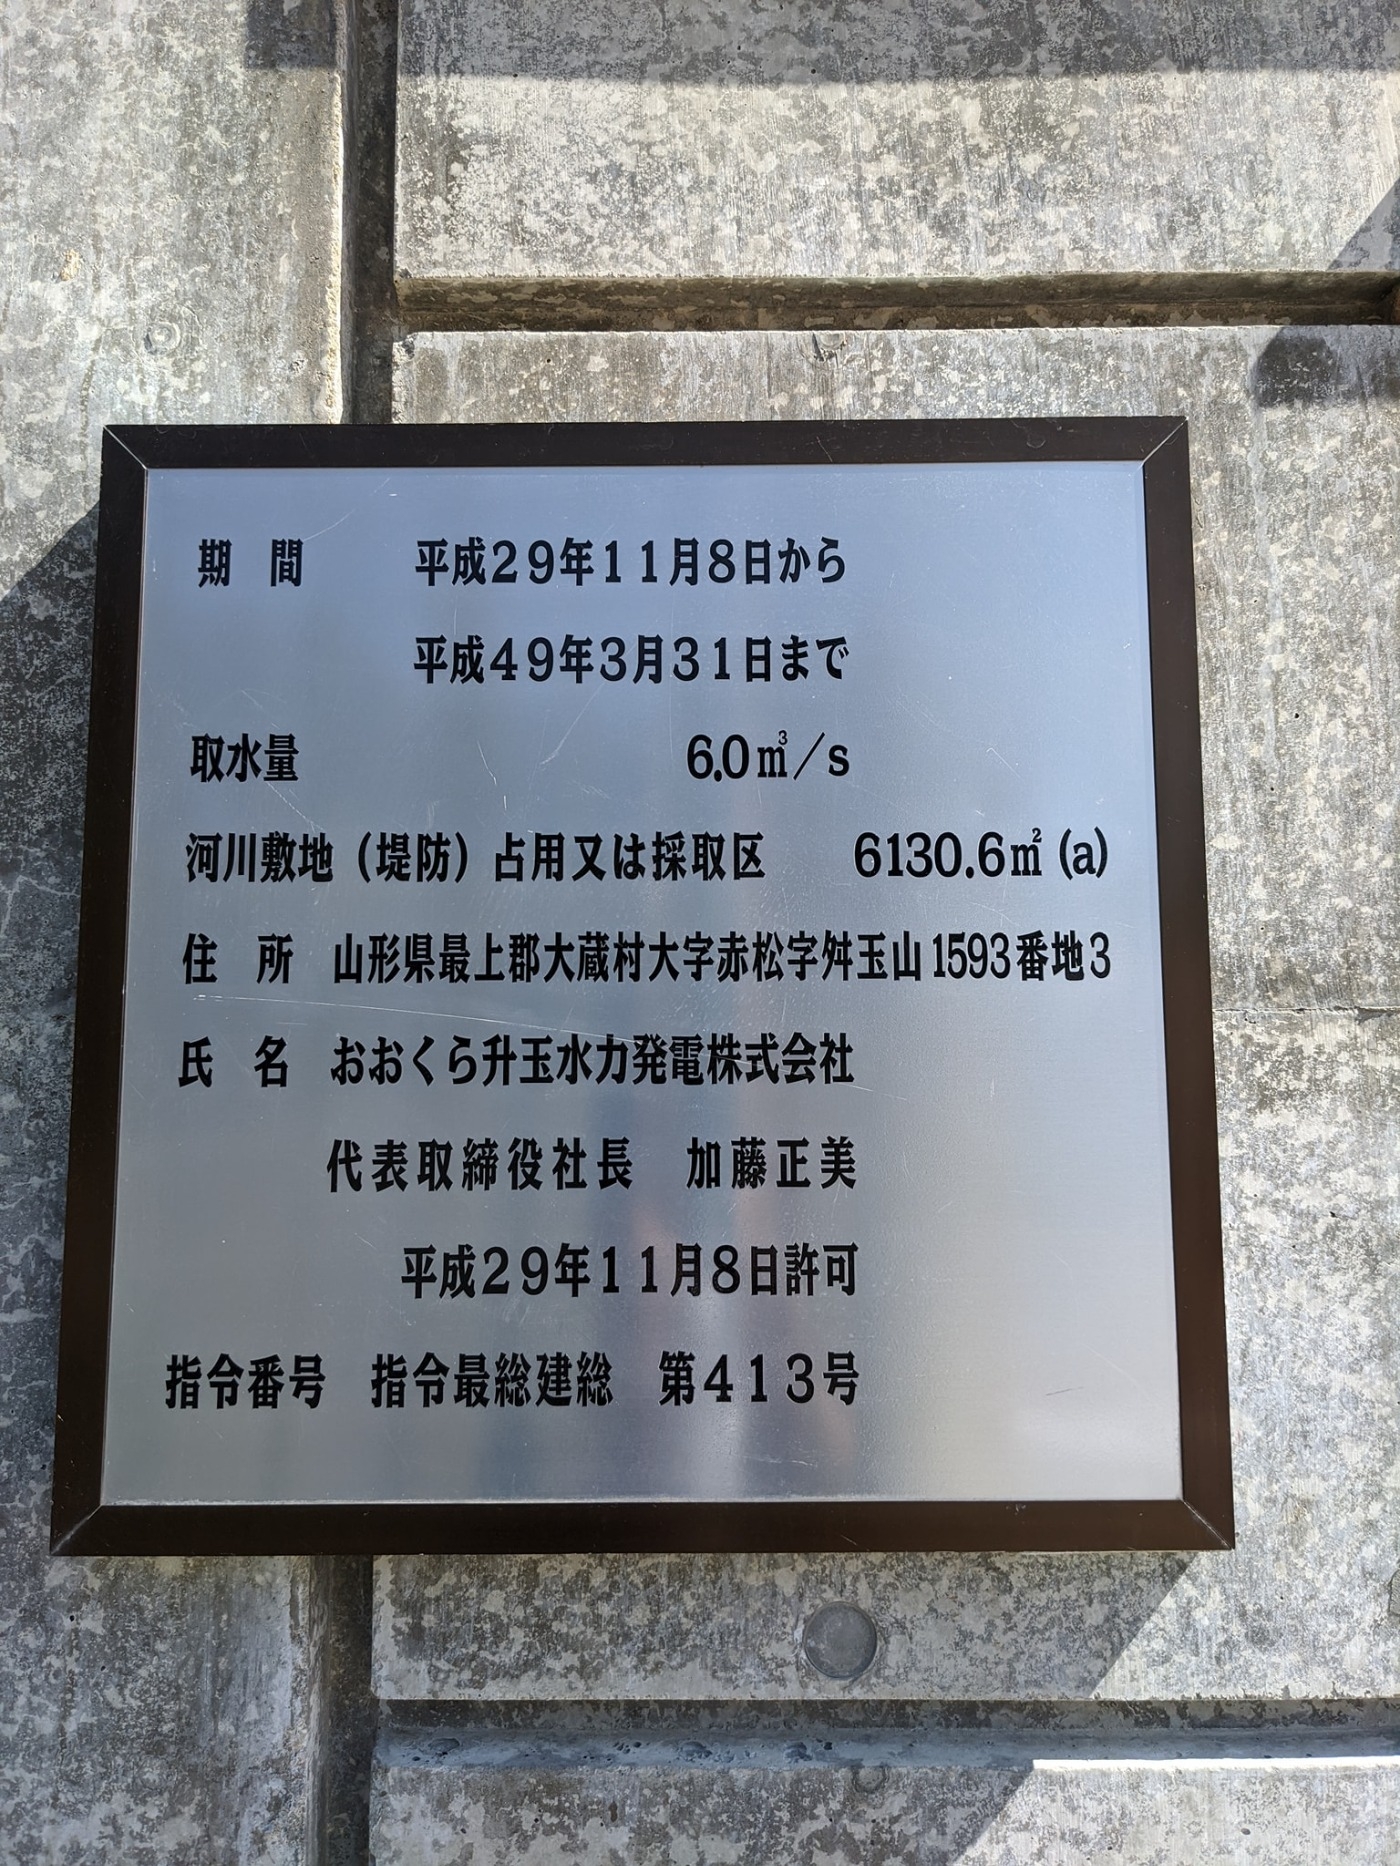 期　間　　平成29年11月8日から
平成49年3月31日まで
取水量　　6.0㎥／s
河川敷地（堤防）占用又は採取区　　6130.6㎡(a)
住　所　山形県最上郡大蔵村大字赤松字舛玉山1593番地3
氏　名　おおくら升玉水力発電株式会社
代表取締役社長　加藤正美
平成29年11月8日許可
指令番号　指令最総建総　第413号